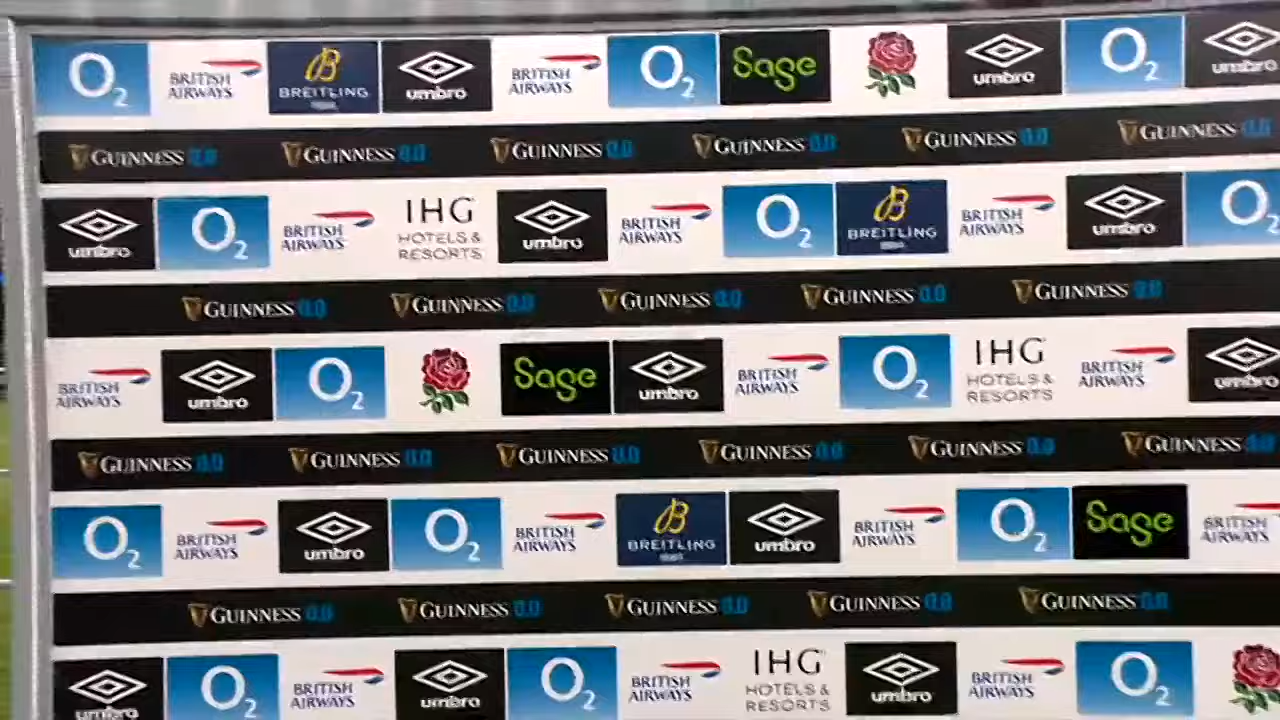 O2 BRITISH AIRWAYS BREITLING 1884 umbro BRITISH AIRWAYS O2 Sage umbro O2 umbro
GUINNESS 0.0 GUINNESS 0.0 GUINNESS 0.0 GUINNESS 0.0 GUINNESS 0.0 GUINNESS 0.0
umbro O2 BRITISH AIRWAYS IHG HOTELS & RESORTS umbro BRITISH AIRWAYS O2 B BREITLING 1884 BRITISH AIRWAYS umbro O2
GUINNESS 0.0 GUINNESS 0.0 GUINNESS 0.0 GUINNESS 0.0 GUINNESS 0.0
BRITISH AIRWAYS umbro O2 Sage umbro BRITISH AIRWAYS O2 IHG HOTELS & RESORTS BRITISH AIRWAYS umbro
GUINNESS 0.0 GUINNESS 0.0 GUINNESS 0.0 GUINNESS 0.0 GUINNESS 0.0 GUINNESS 0.0
O2 BRITISH AIRWAYS umbro O2 BRITISH AIRWAYS B BREITLING 1884 umbro BRITISH AIRWAYS O2 Sage BRITISH AIRWAYS
GUINNESS 0.0 GUINNESS 0.0 GUINNESS 0.0 GUINNESS 0.0 GUINNESS 0.0
umbro O2 BRITISH AIRWAYS umbro O2 BRITISH AIRWAYS IHG HOTELS & RESORTS umbro BRITISH AIRWAYS O2